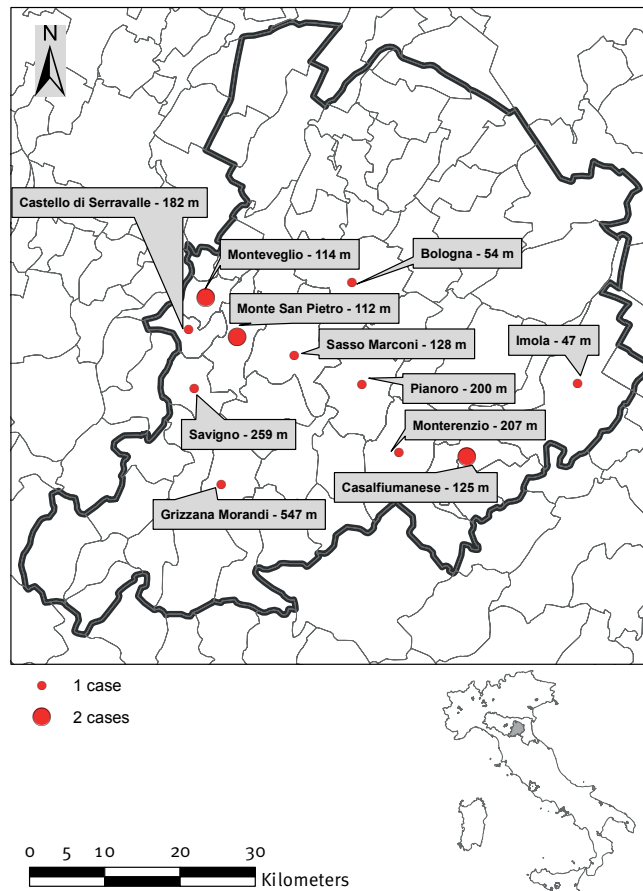 N
Castello di Serravalle - 182 m
Monteveglio - 114 m
Bologna - 54 m
Monte San Pietro - 112 m
Sasso Marconi - 128 m
Imola - 47 m
Pianoro - 200 m
Savigno - 259 m
Monterenzio - 207 m
Casalfiumanese - 125 m
Grizzana Morandi - 547 m
1 case
2 cases
0 5 10 20 30
Kilometers